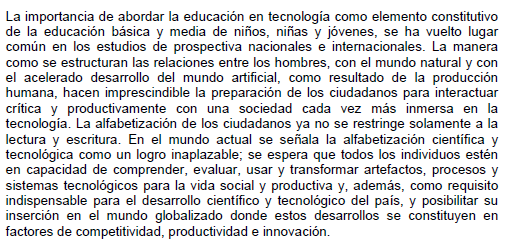 La importancia de abordar la educación en tecnología como elemento constitutivo
de la educación básica y media de niños, niñas y jóvenes, se ha vuelto lugar
común en los estudios de prospectiva nacionales e internacionales. La manera
como se estructuran las relaciones entre los hombres, con el mundo natural y con
el acelerado desarrollo del mundo artificial, como resultado de la producción
humana, hacen imprescindible la preparación de los ciudadanos para interactuar
crítica y productivamente con una sociedad cada vez más inmersa en la
tecnología. La alfabetización de los ciudadanos ya no se restringe solamente a la
lectura y escritura. En el mundo actual se señala la alfabetización científica y
tecnológica como un logro inaplazable; se espera que todos los individuos estén
en capacidad de comprender, evaluar, usar y transformar artefactos, procesos y
sistemas tecnológicos para la vida social y productiva y, además, como requisito
indispensable para el desarrollo científico y tecnológico del país, y posibilitar su
inserción en el mundo globalizado donde estos desarrollos se constituyen en
factores de competitividad, productividad e innovación.